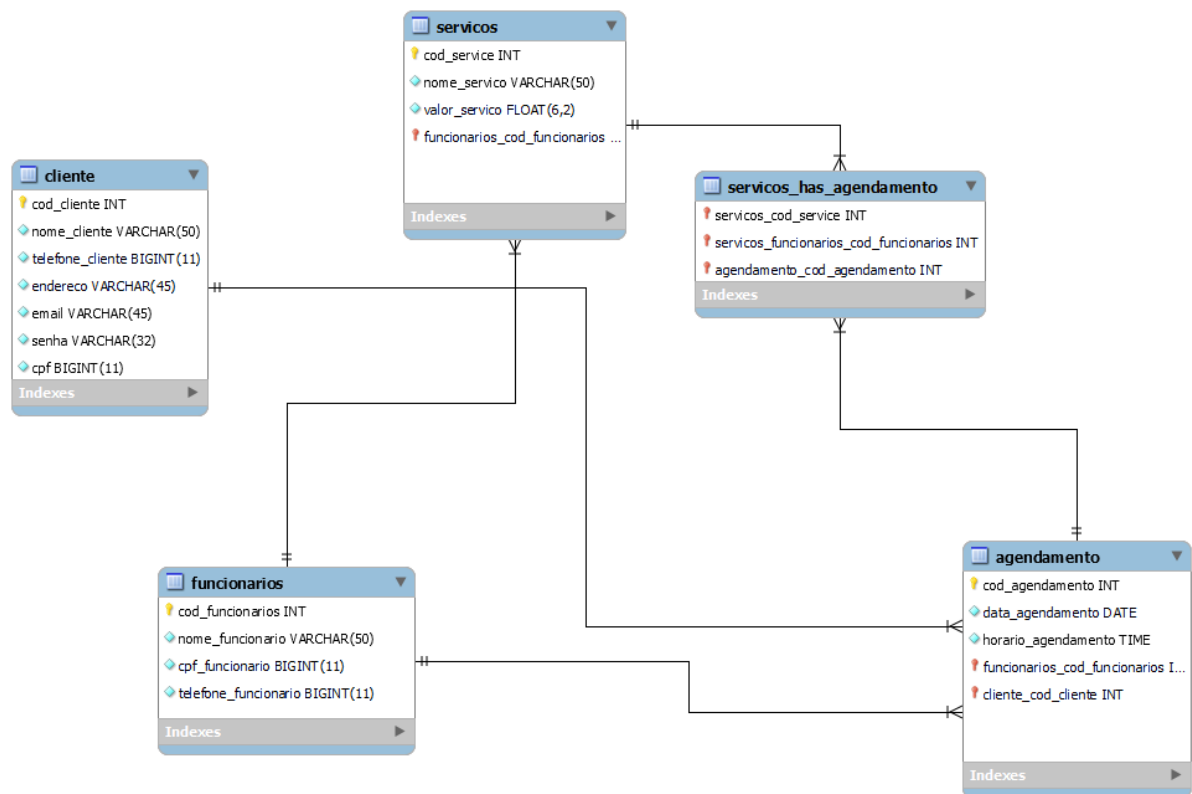 servicos
cod_service INT
nome_servico VARCHAR(50)
valor_servico FLOAT(6,2)
funcionarios_cod_funcionarios ...
Indexes
cliente
cod_cliente INT
nome_cliente VARCHAR(50)
telefone_cliente BIGINT(11)
endereco VARCHAR(45)
email VARCHAR(45)
senha VARCHAR(32)
cpf BIGINT(11)
Indexes
servicos_has_agendamento
servicos_cod_service INT
servicos_funcionarios_cod_funcionarios INT
agendamento_cod_agendamento INT
Indexes
funcionarios
cod_funcionarios INT
nome_funcionario VARCHAR(50)
cpf_funcionario BIGINT(11)
telefone_funcionario BIGINT(11)
Indexes
agendamento
cod_agendamento INT
data_agendamento DATE
horario_agendamento TIME
funcionarios_cod_funcionarios I...
cliente_cod_cliente INT
Indexes